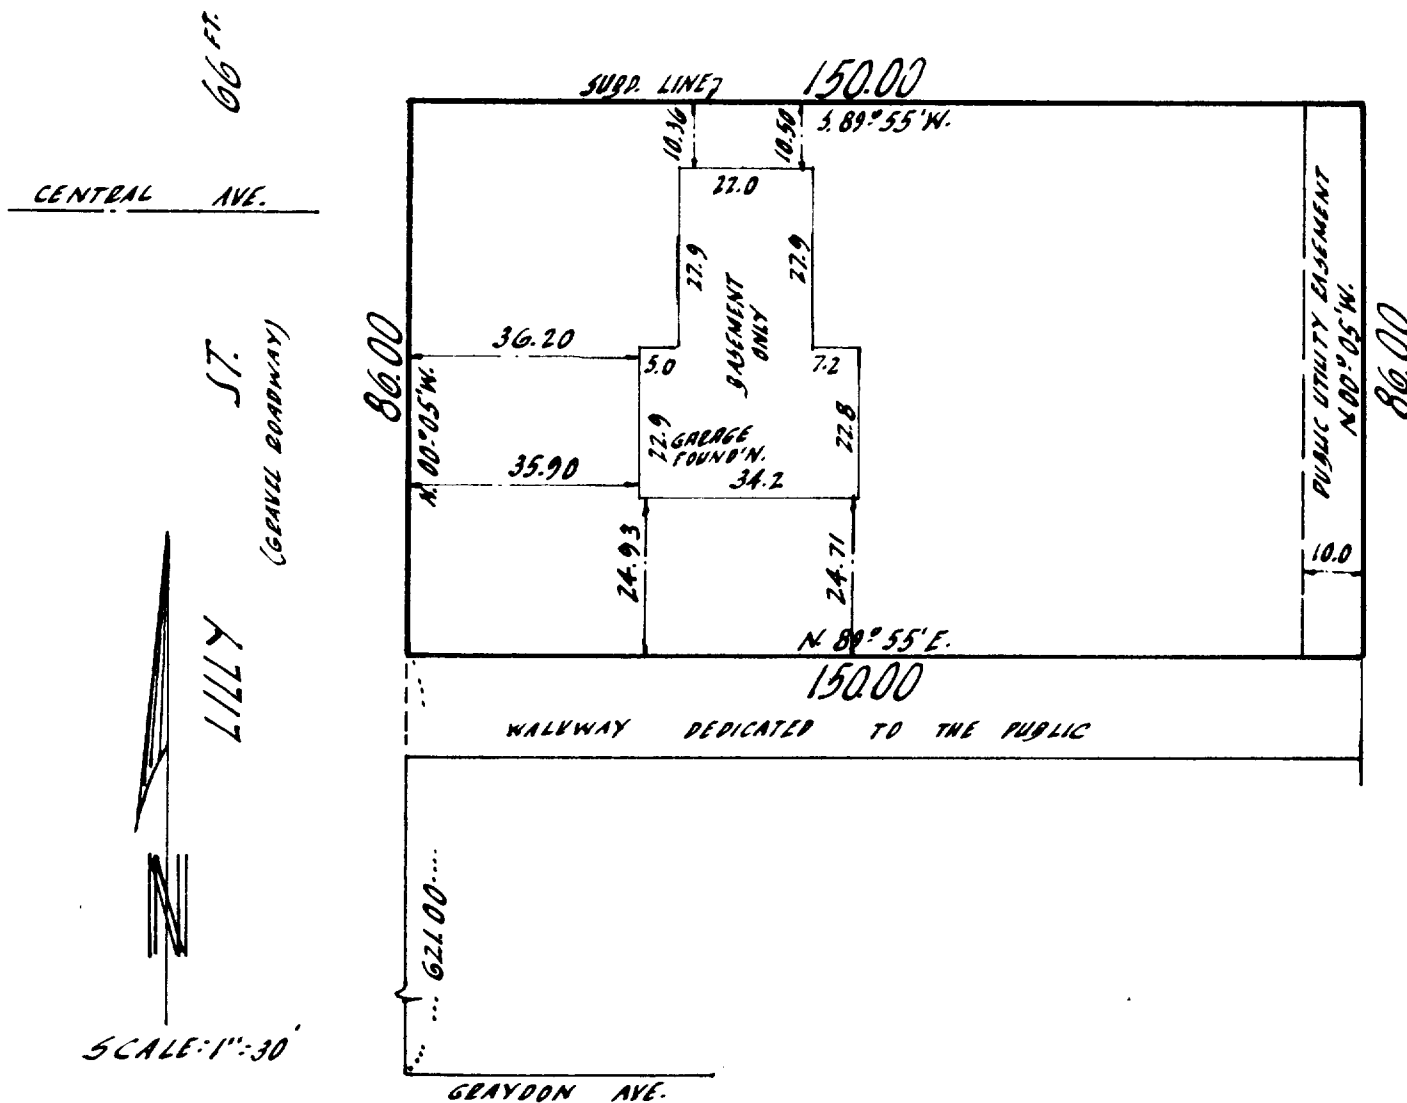 66 FT.
SUBD. LINE
150.00
S. 89° 55' W.
10.36
10.50
CENTRAL AVE.
22.0
27.9
27.9
BASEMENT
ONLY
PUBLIC UTILITY EASEMENT
N. 00° 05' W.
86.00
86.00
N. 00° 05' W.
36.20
5.0
7.2
ST.
(GRAVEL ROADWAY)
22.9
GARAGE
FOUND'N.
22.8
35.90
34.2
24.93
24.71
10.0
LILLY
N. 89° 55' E.
150.00
WALKWAY DEDICATED TO THE PUBLIC
N
... 621.00 ....
SCALE: 1":30'
GRAYDON AVE.